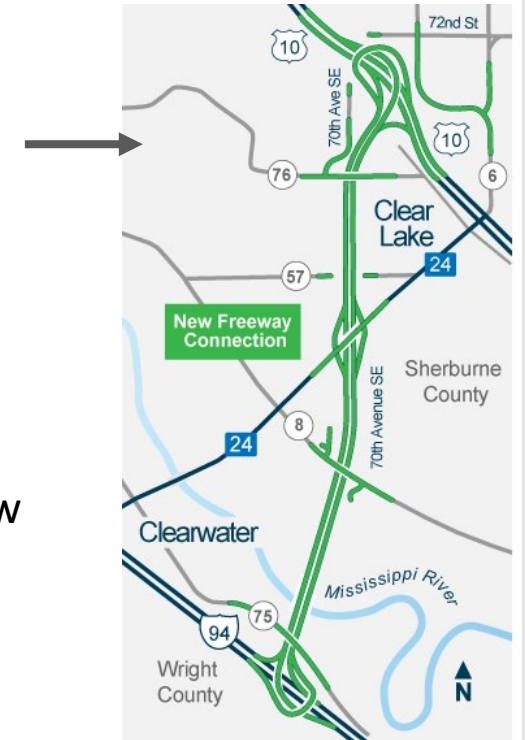 72nd St
10
70th Ave SE
10
76
6
Clear
Lake
24
57
New Freeway
Connection
Sherburne
County
70th Avenue SE
8
24
w
Clearwater
Mississippi River
75
94
Wright
County
N